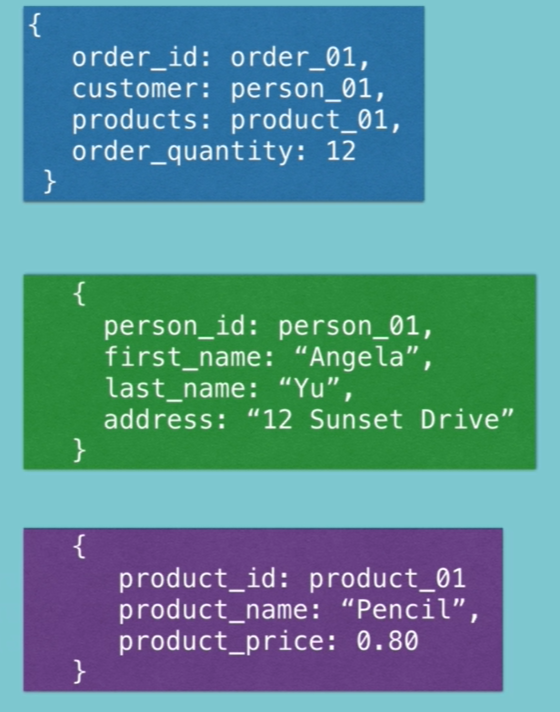 {
order_id: order_01,
customer: person_01,
products: product_01,
order_quantity: 12
}
{
person_id: person_01,
first_name: “Angela”,
last_name: “Yu”,
address: “12 Sunset Drive”
}
{
product_id: product_01
product_name: “Pencil”,
product_price: 0.80
}